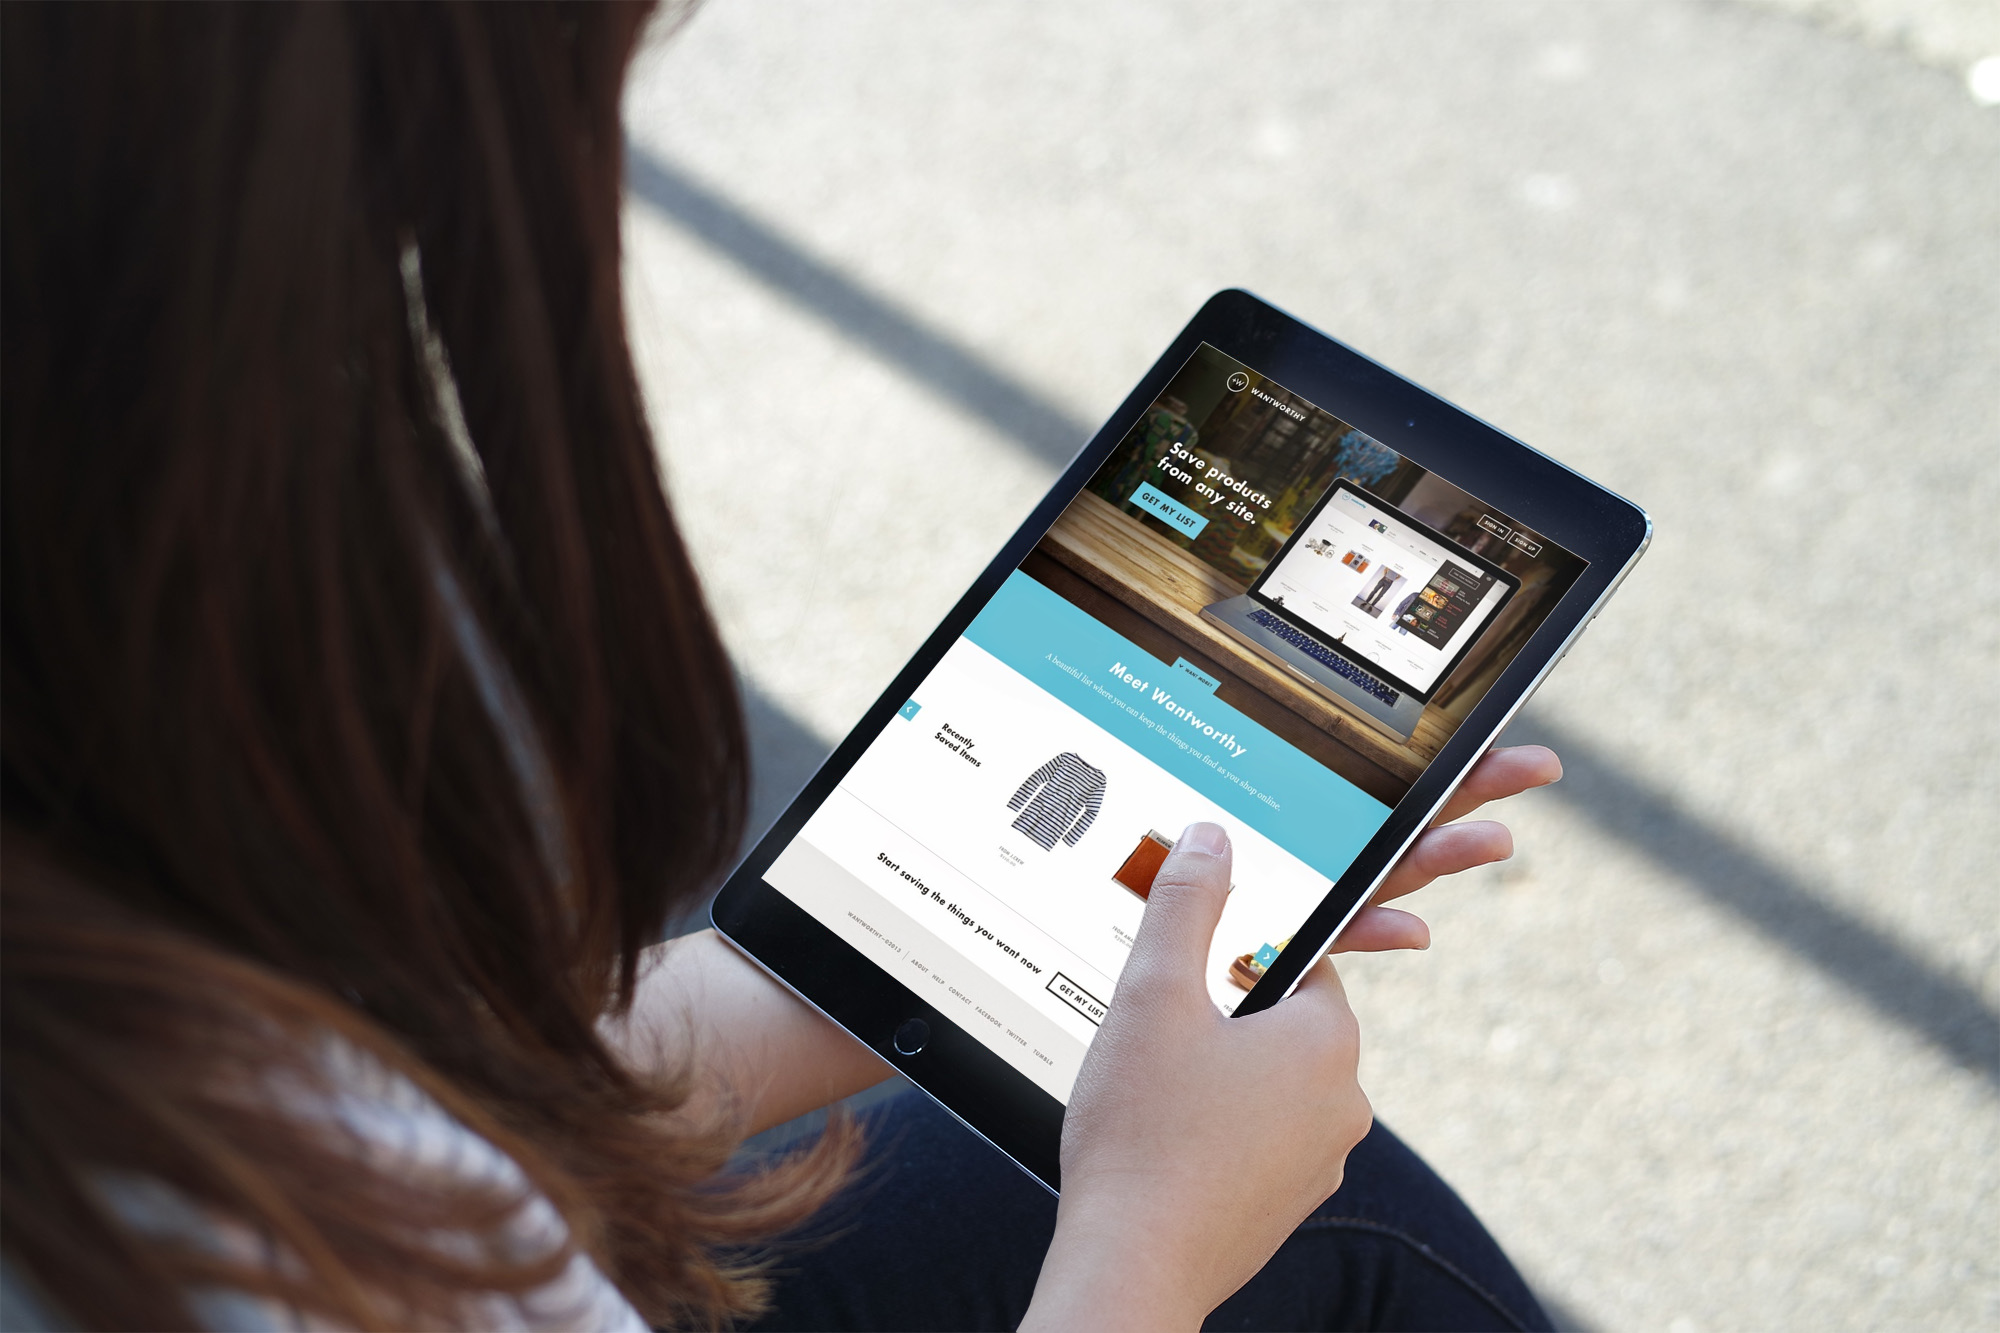 +W WANTWORTHY
SIGN IN SIGN UP
Save products
from any site.
GET MY LIST
WANT MORE?
Meet Wantworthy
A beautiful list where you can keep the things you find as you shop online.
Recently
Saved Items
FROM J.CREW
FROM
Start saving the things you want now
GET MY LIST
WANTWORTHY—©2013 | ABOUT HELP CONTACT FACEBOOK TWITTER TUMBLR